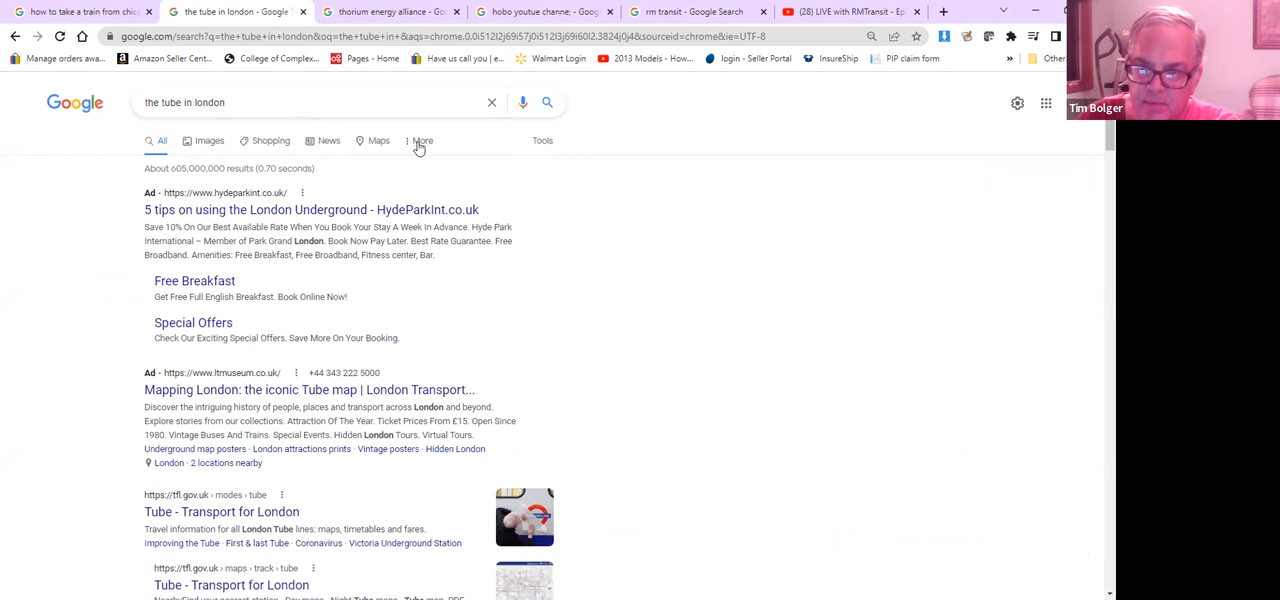 how to take a train from chica
the tube in london - Google
thorium energy alliance - Goo
hobo youtue channe; - Googl
rm transit - Google Search
(28) LIVE with RMTransit - Ep
google.com/search?q=the+tube+in+london&oq=the+tube+in+&aqs=chrome.0.0i512l2j69i57j0i512l3j69i60l2.3824j0j4&sourceid=chrome&ie=UTF-8
Manage orders awa...
Amazon Seller Cent...
College of Complex...
Pages - Home
Have us call you | e...
Walmart Login
2013 Models - How...
login - Seller Portal
InsureShip
PIP claim form
»
Other
Tim Bolger
Google
the tube in london
All
Images
Shopping
News
Maps
More
Tools
About 605,000,000 results (0.70 seconds)
Ad · https://www.hydeparkint.co.uk/
5 tips on using the London Underground - HydeParkInt.co.uk
Save 10% On Our Best Available Rate When You Book Your Stay A Week In Advance. Hyde Park
International – Member of Park Grand London. Book Now Pay Later. Best Rate Guarantee. Free
Broadband. Amenities: Free Breakfast, Free Broadband, Fitness center, Bar.
Free Breakfast
Get Free Full English Breakfast. Book Online Now!
Special Offers
Check Our Exciting Special Offers. Save More On Your Booking.
Ad · https://www.ltmuseum.co.uk/ +44 343 222 5000
Mapping London: the iconic Tube map | London Transport...
Discover the intriguing history of people, places and transport across London and beyond.
Explore stories from our collections. Attraction Of The Year. Ticket Prices From £15. Open Since
1980. Vintage Buses And Trains. Special Events. Hidden London Tours. Virtual Tours.
Underground map posters · London attractions prints · Vintage posters · Hidden London
London · 2 locations nearby
https://tfl.gov.uk › modes › tube
Tube - Transport for London
Travel information for all London Tube lines: maps, timetables and fares.
Improving the Tube · First & last Tube · Coronavirus · Victoria Underground Station
https://tfl.gov.uk › maps › track › tube
Tube - Transport for London